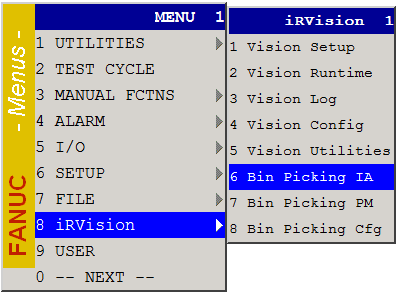 FANUC - Menus -
MENU 1
1 UTILITIES
2 TEST CYCLE
3 MANUAL FCTNS
4 ALARM
5 I/O
6 SETUP
7 FILE
8 iRVision
9 USER
0 -- NEXT --
iRVision 1
1 Vision Setup
2 Vision Runtime
3 Vision Log
4 Vision Config
5 Vision Utilities
6 Bin Picking IA
7 Bin Picking PM
8 Bin Picking Cfg